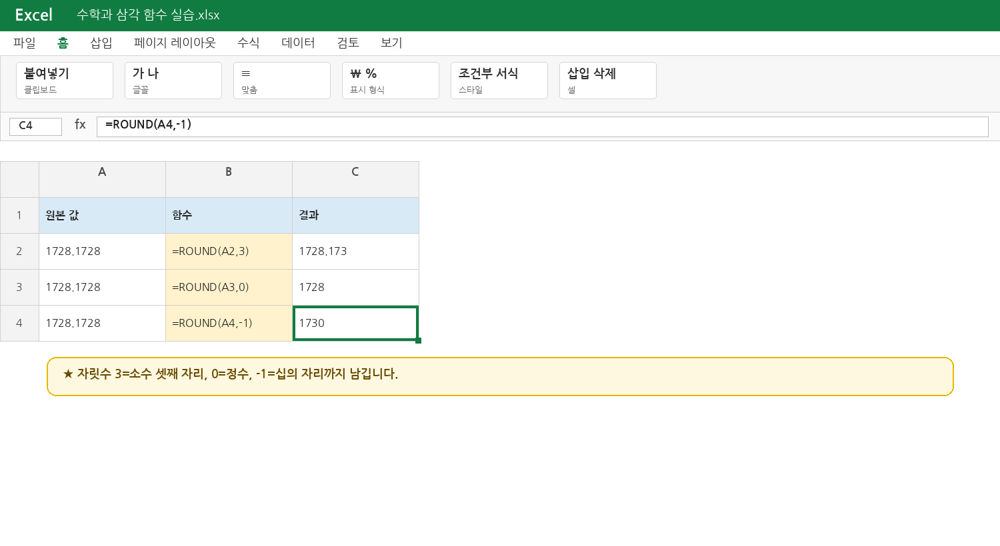 Excel 수학과 삼각 함수 실습.xlsx
파일 홈 삽입 페이지 레이아웃 수식 데이터 검토 보기
붙여넣기 가 나 ≡ ₩ % 조건부 서식 삽입 삭제
클립보드 글꼴 맞춤 표시 형식 스타일 셀
C4 fx =ROUND(A4,-1)
A B C
1 원본 값 함수 결과
2 1728.1728 =ROUND(A2,3) 1728.173
3 1728.1728 =ROUND(A3,0) 1728
4 1728.1728 =ROUND(A4,-1) 1730
★ 자릿수 3=소수 셋째 자리, 0=정수, -1=십의 자리까지 남깁니다.